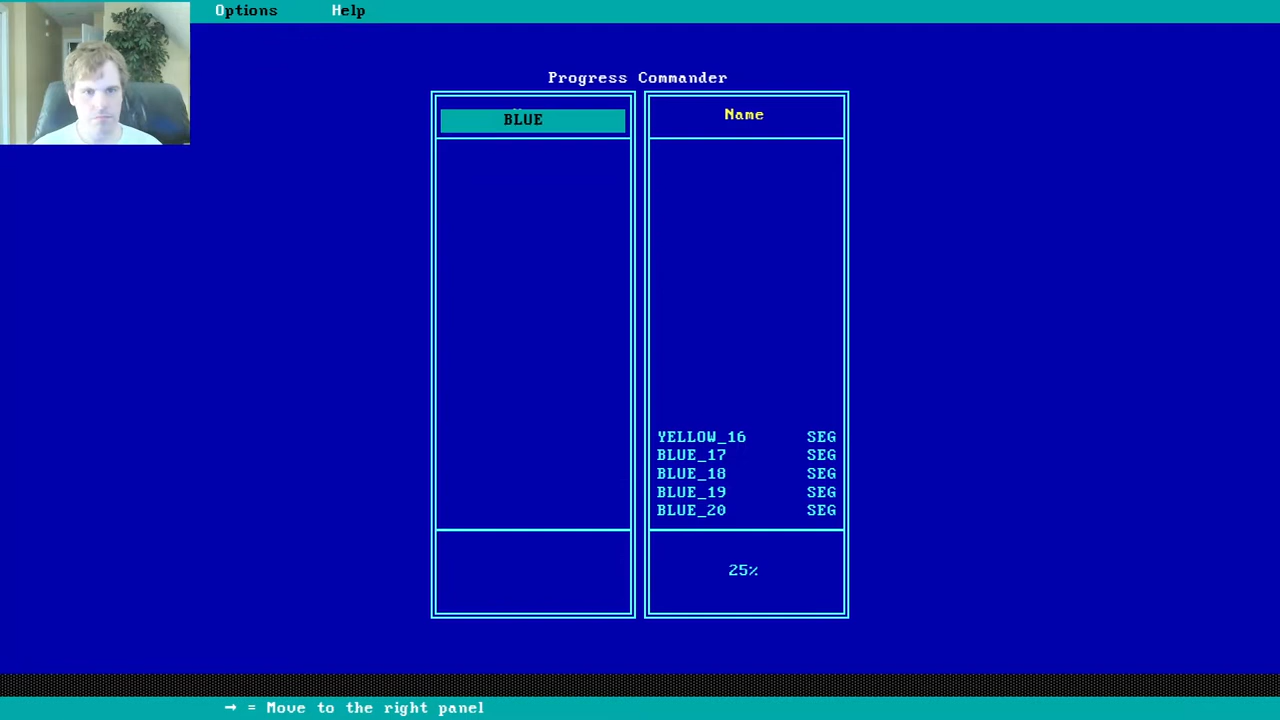 Options Help
Progress Commander
BLUE
Name
YELLOW_16 SEG
BLUE_17 SEG
BLUE_18 SEG
BLUE_19 SEG
BLUE_20 SEG
25%
→ = Move to the right panel